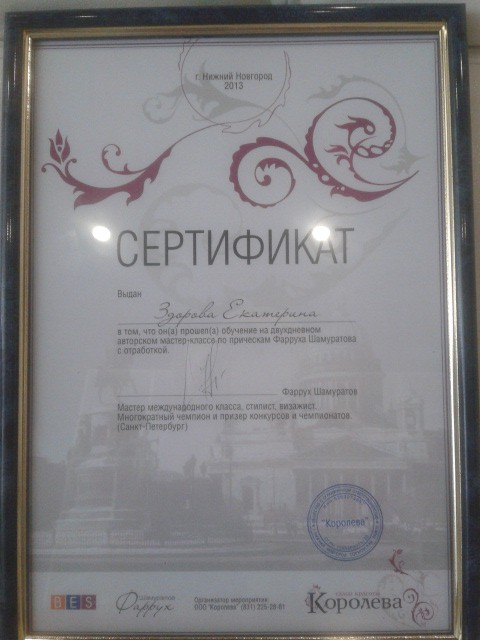 г. Нижний Новгород
2013
СЕРТИФИКАТ
Выдан
Здорова Екатерина
в том, что он(а) прошел(а) обучение на двухдневном
авторском мастер-классе по прическам Фарруха Шамуратова
с отработкой.
Фаррух Шамуратов
Мастер международного класса, стилист, визажист.
Многократный чемпион и призер конкурсов и чемпионатов.
(Санкт-Петербург)
"Королева"
BES
Шамуратов
Фаррух
Организатор мероприятия
ООО "Королева" (831)
Королева